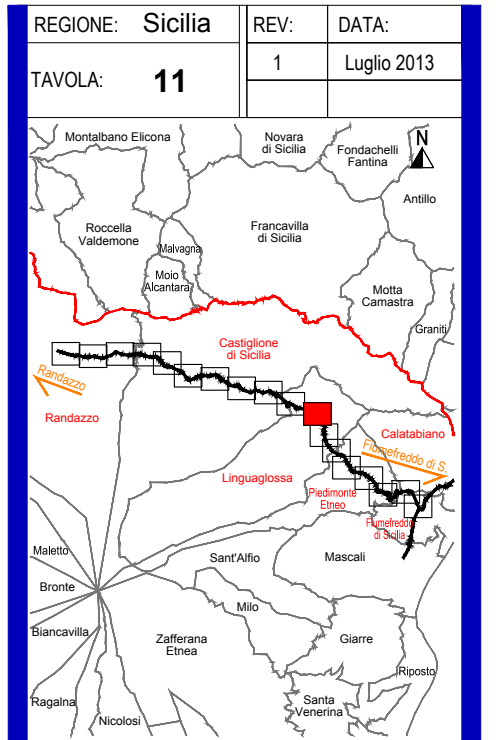 REGIONE: Sicilia
REV:
DATA:
TAVOLA: 11
1
Luglio 2013
Montalbano Elicona
Novara
di Sicilia
Fondachelli
Fantina
N
Antillo
Roccella
Valdemone
Malvagna
Francavilla
di Sicilia
Moio
Alcantara
Motta
Camastra
Graniti
Castiglione
di Sicilia
Randazzo
Randazzo
Calatabiano
Fiumefreddo di S.
Linguaglossa
Piedimonte
Etneo
Fiumefreddo
di Sicilia
Maletto
Sant'Alfio
Mascali
Bronte
Milo
Biancavilla
Zafferana
Etnea
Giarre
Riposto
Ragalna
Nicolosi
Santa
Venerina